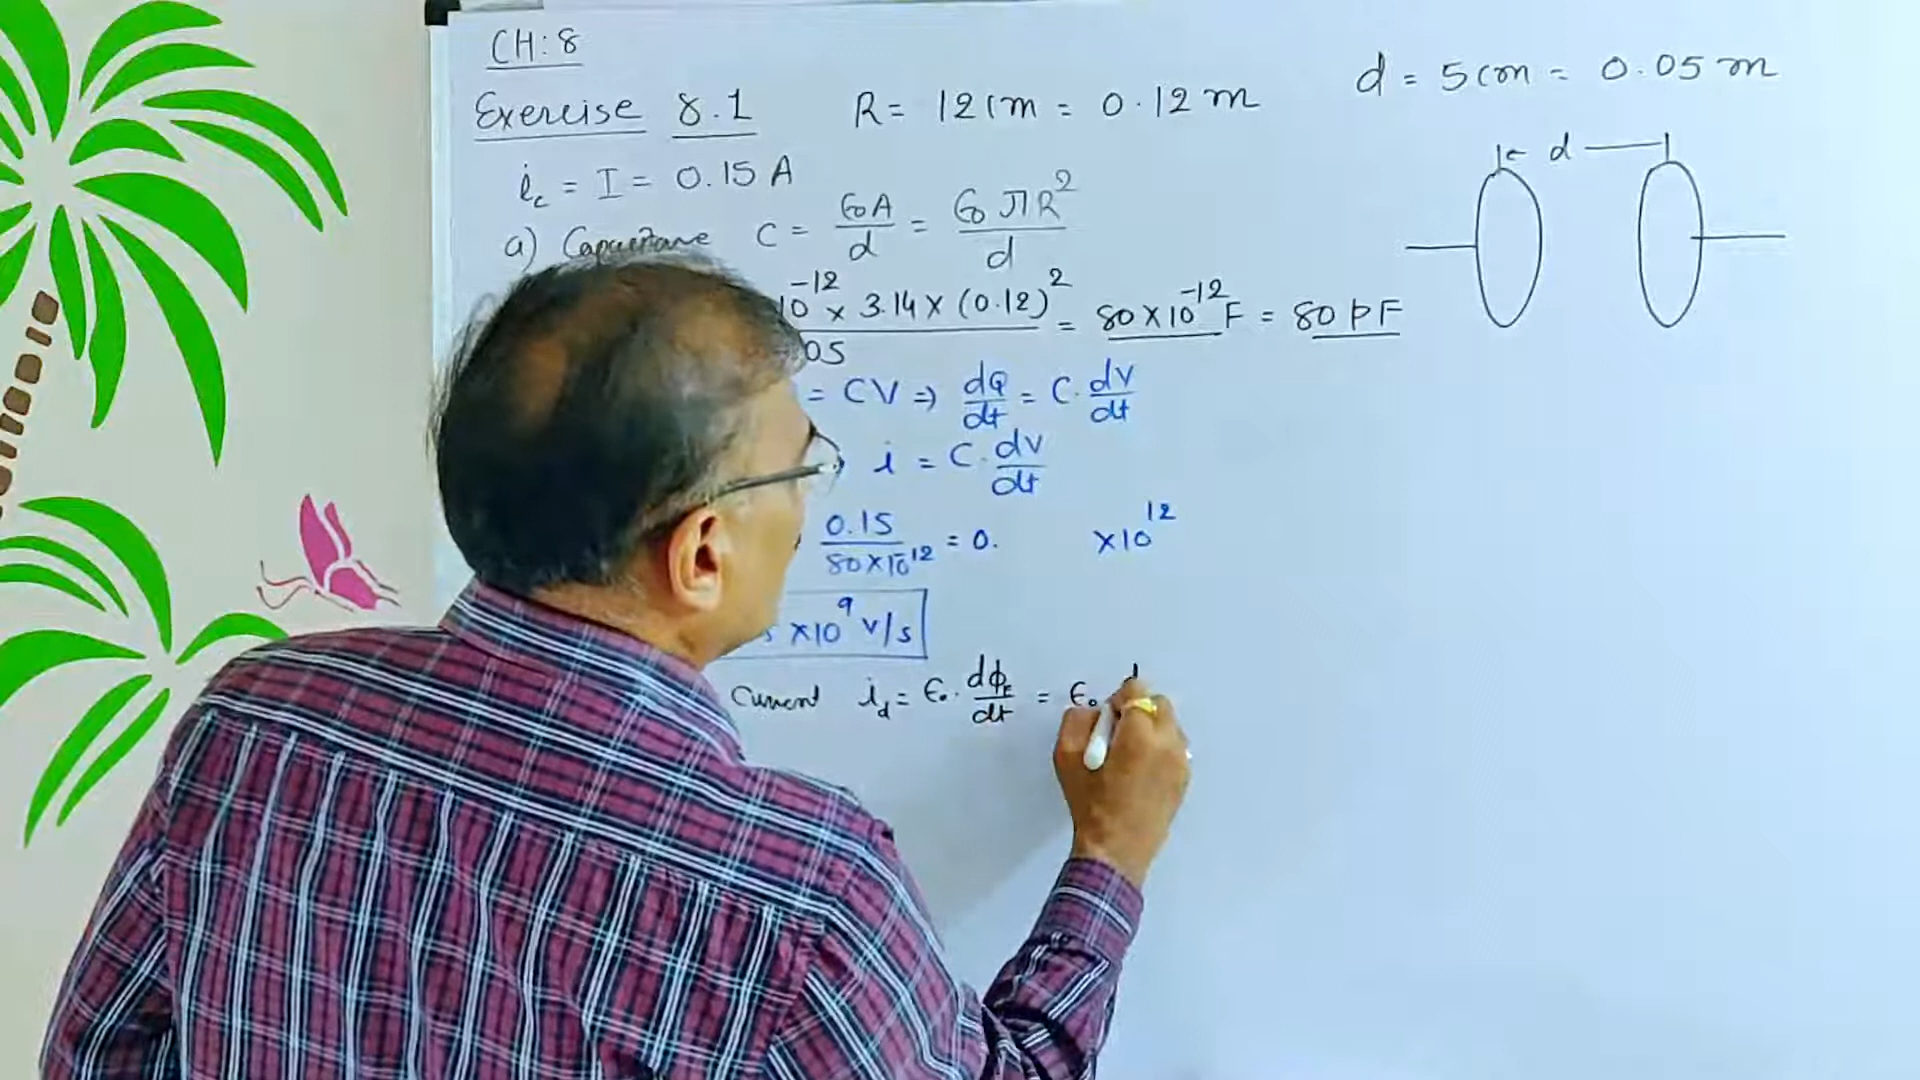 CH: 8
Exercise 8.1 R = 12 cm = 0.12 m d = 5 cm = 0.05 m
d
i_c = I = 0.15 A
a) Capacitance C = ε₀A/d = ε₀πR²/d
10⁻¹² × 3.14 × (0.12)² = 80 × 10⁻¹² F = 80 pF
05
= CV ⇒ dQ/dt = C · dV/dt
i = C · dV/dt
0.15/80×10⁻¹² = 0. ×10¹²
×10⁹ V/s
Current i_d = ε₀ · dφ_E/dt = ε₀ d